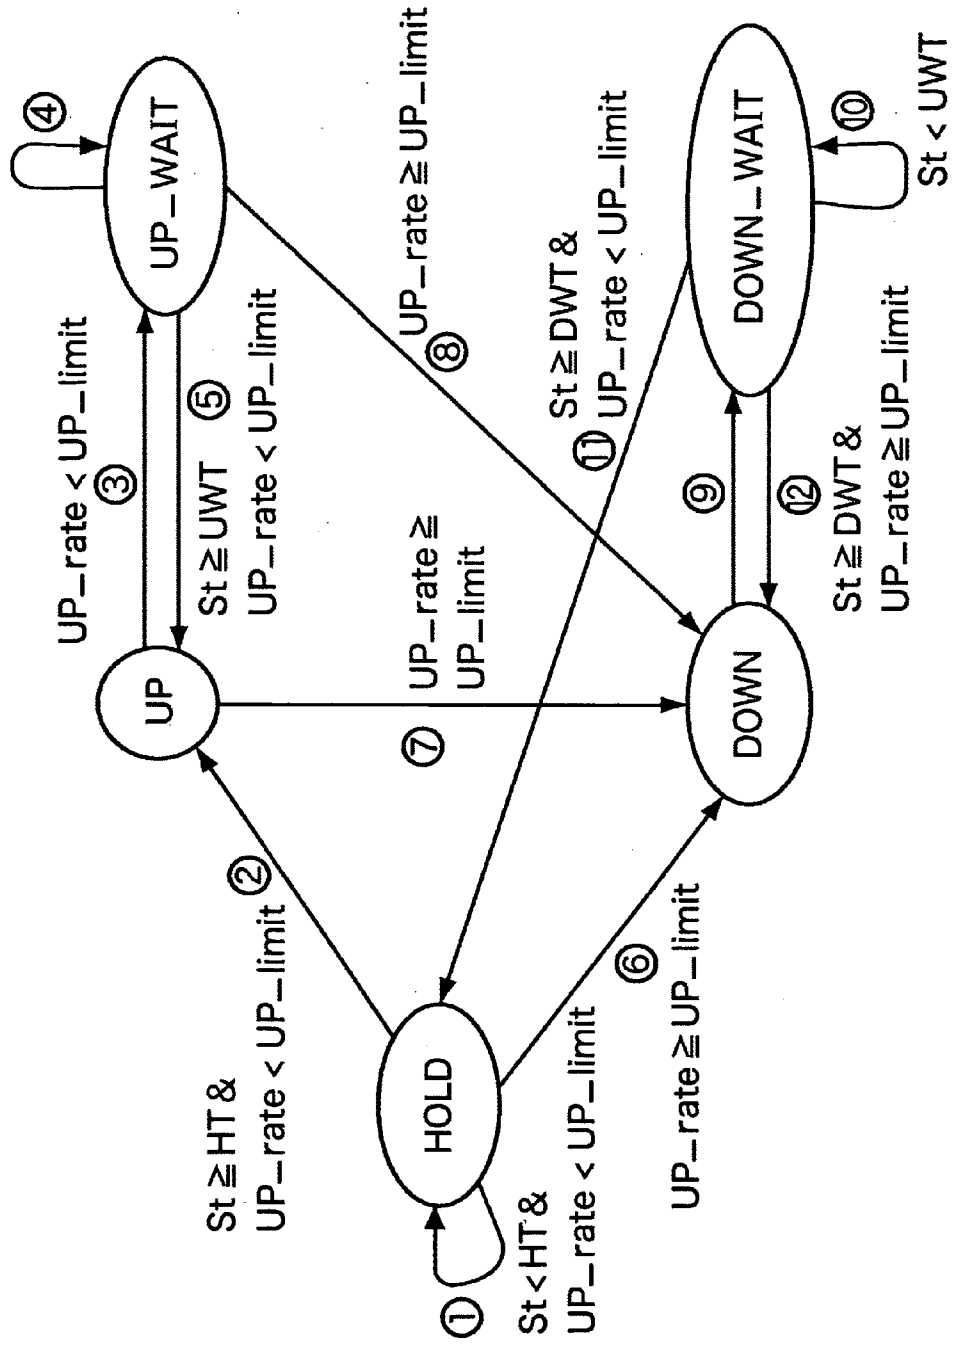 ④
UP_WAIT
UP_rate < UP_limit
③
⑤
St ≧ UWT
UP_rate < UP_limit
UP
②
St ≧ HT &
UP_rate < UP_limit
UP_rate ≧ UP_limit
⑧
UP_rate ≧
UP_limit
⑦
HOLD
①
St < HT &
UP_rate < UP_limit
St ≧ DWT &
UP_rate < UP_limit
⑪
⑥
UP_rate ≧ UP_limit
DOWN_WAIT
⑩
St < UWT
⑨
⑫
St ≧ DWT &
UP_rate ≧ UP_limit
DOWN